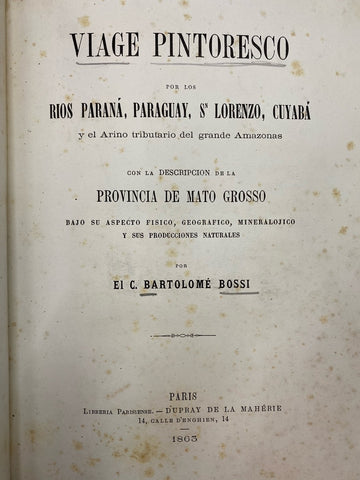 VIAGE PINTORESCO
POR LOS
RIOS PARANÁ, PARAGUAY, Sn LORENZO, CUYABÁ
y el Arino tributario del grande Amazonas
CON LA DESCRIPCION DE LA
PROVINCIA DE MATO GROSSO
BAJO SU ASPECTO FISICO, GEOGRAFICO, MINERALOJICO
Y SUS PRODUCCIONES NATURALES
POR
El C. BARTOLOMÉ BOSSI
PARIS
LIBRERIA PARISIENSE. — DUPRAY DE LA MAHÉRIE
14, CALLE D'ENGHIEN, 14
1863